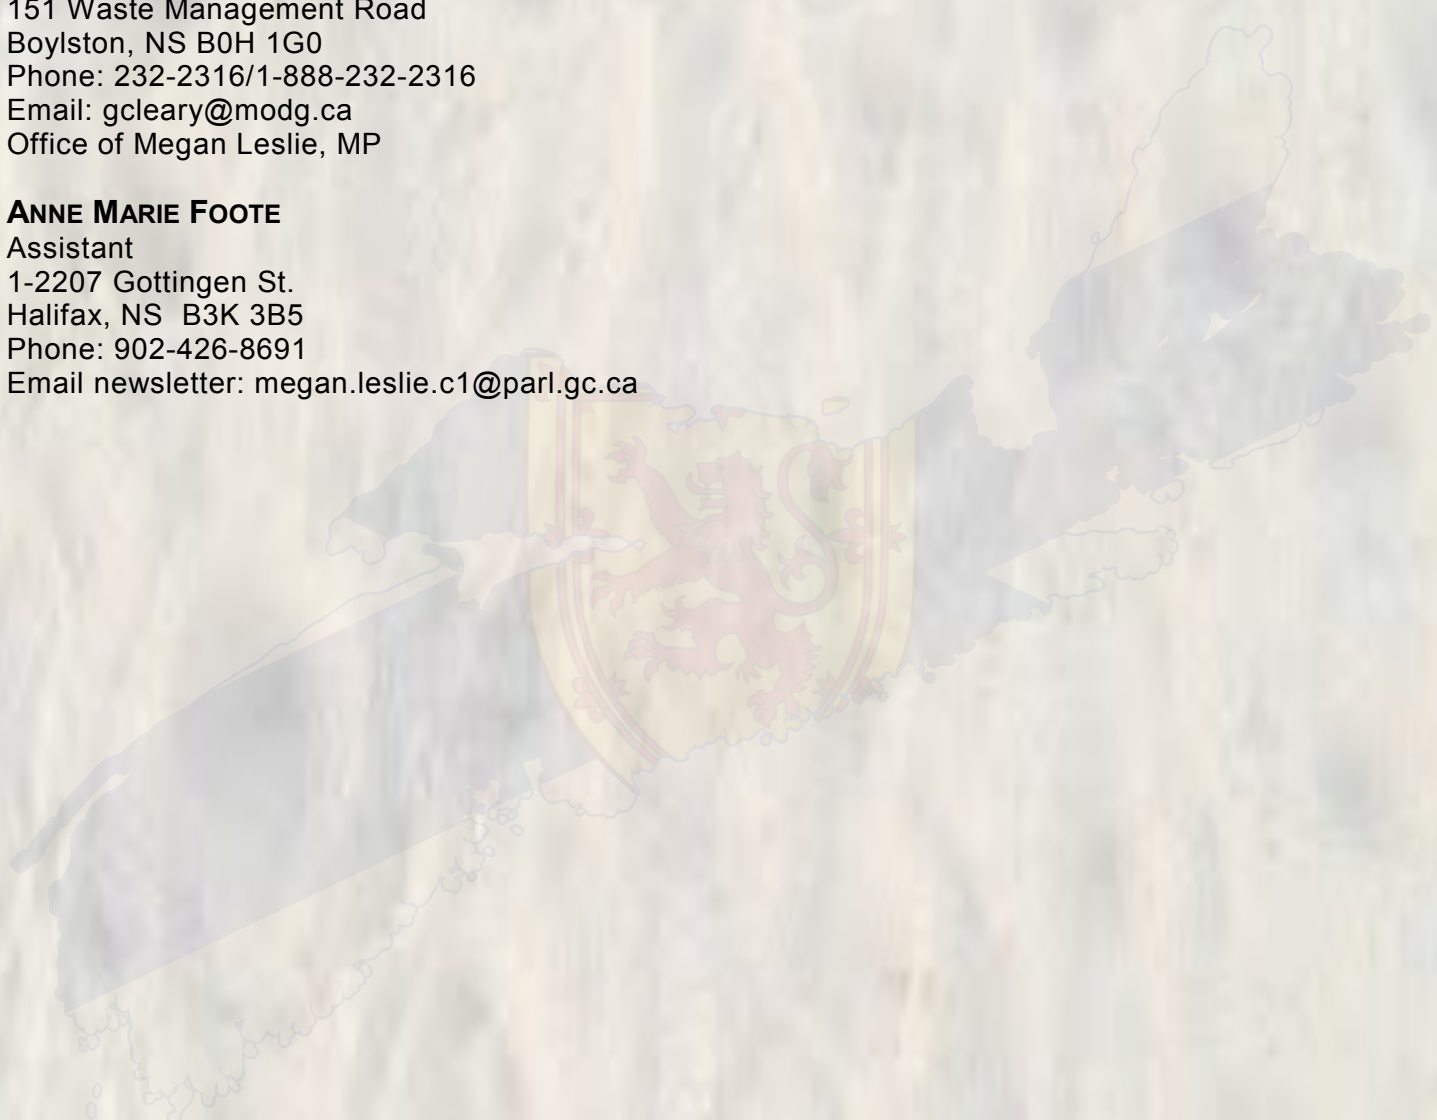 151 Waste Management Road
Boylston, NS B0H 1G0
Phone: 232-2316/1-888-232-2316
Email: gcleary@modg.ca
Office of Megan Leslie, MP
ANNE MARIE FOOTE
Assistant
1-2207 Gottingen St.
Halifax, NS  B3K 3B5
Phone: 902-426-8691
Email newsletter: megan.leslie.c1@parl.gc.ca